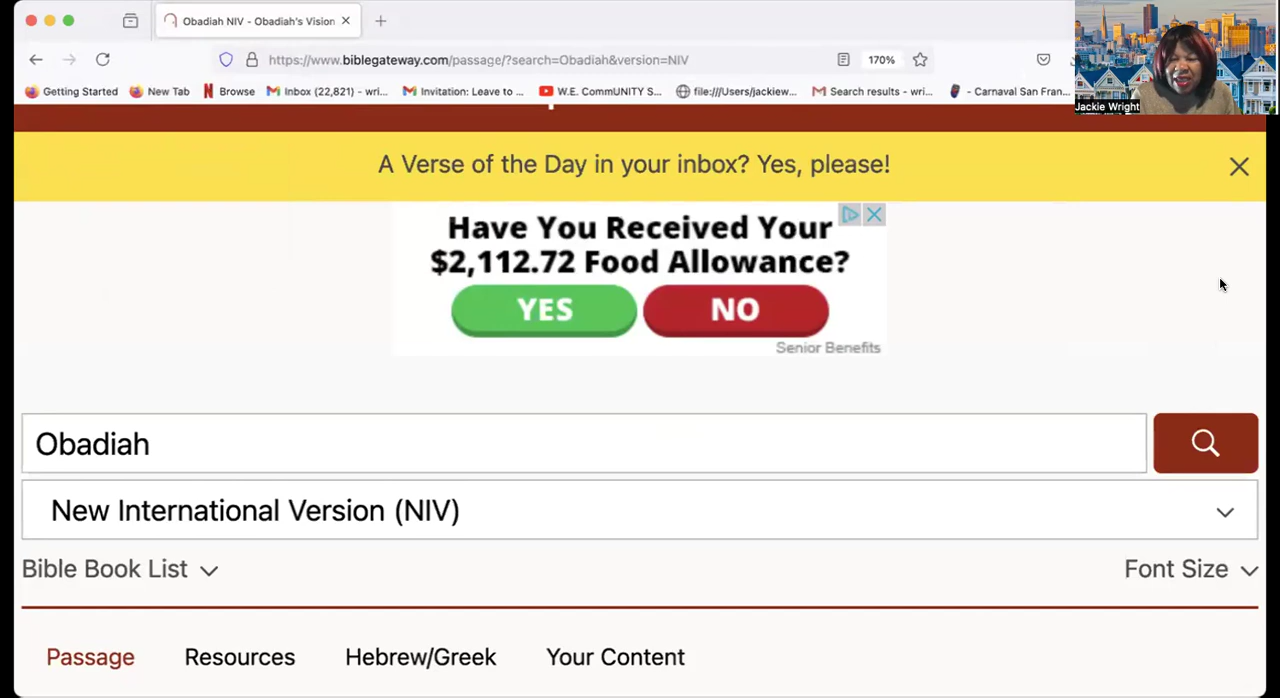 Obadiah NIV - Obadiah's Vision
https://www.biblegateway.com/passage/?search=Obadiah&version=NIV
170%
Getting Started
New Tab
Browse
Inbox (22,821) - wri...
Invitation: Leave to ...
W.E. CommUNITY S...
file:///Users/jackiew...
Search results - wri...
- Carnaval San Fran...
Jackie Wright
A Verse of the Day in your inbox? Yes, please!
Have You Received Your
$2,112.72 Food Allowance?
YES
NO
Senior Benefits
Obadiah
New International Version (NIV)
Bible Book List
Font Size
Passage
Resources
Hebrew/Greek
Your Content